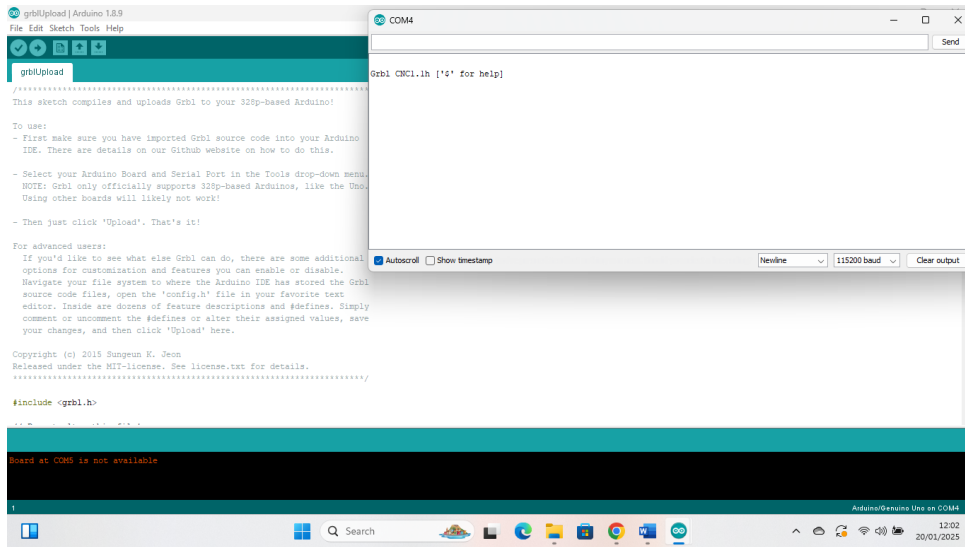 grblUpload | Arduino 1.8.9
File Edit Sketch Tools Help
grblUpload
/***********************************************************************
This sketch compiles and uploads Grbl to your 328p-based Arduino!
To use:
- First make sure you have imported Grbl source code into your Arduino
IDE. There are details on our Github website on how to do this.
- Select your Arduino Board and Serial Port in the Tools drop-down menu.
NOTE: Grbl only officially supports 328p-based Arduinos, like the Uno.
Using other boards will likely not work!
- Then just click 'Upload'. That's it!
For advanced users:
If you'd like to see what else Grbl can do, there are some additional
options for customization and features you can enable or disable.
Navigate your file system to where the Arduino IDE has stored the Grbl
source code files, open the 'config.h' file in your favorite text
editor. Inside are dozens of feature descriptions and #defines. Simply
comment or uncomment the #defines or alter their assigned values, save
your changes, and then click 'Upload' here.
Copyright (c) 2015 Sungeun K. Jeon
Released under the MIT-license. See license.txt for details.
***********************************************************************/
#include <grbl.h>
COM4
Send
Grbl CNC1.1h ['$' for help]
Autoscroll Show timestamp Newline 115200 baud Clear output
Board at COM5 is not available
1 Arduino/Genuino Uno on COM4
Search
12:02
20/01/2025